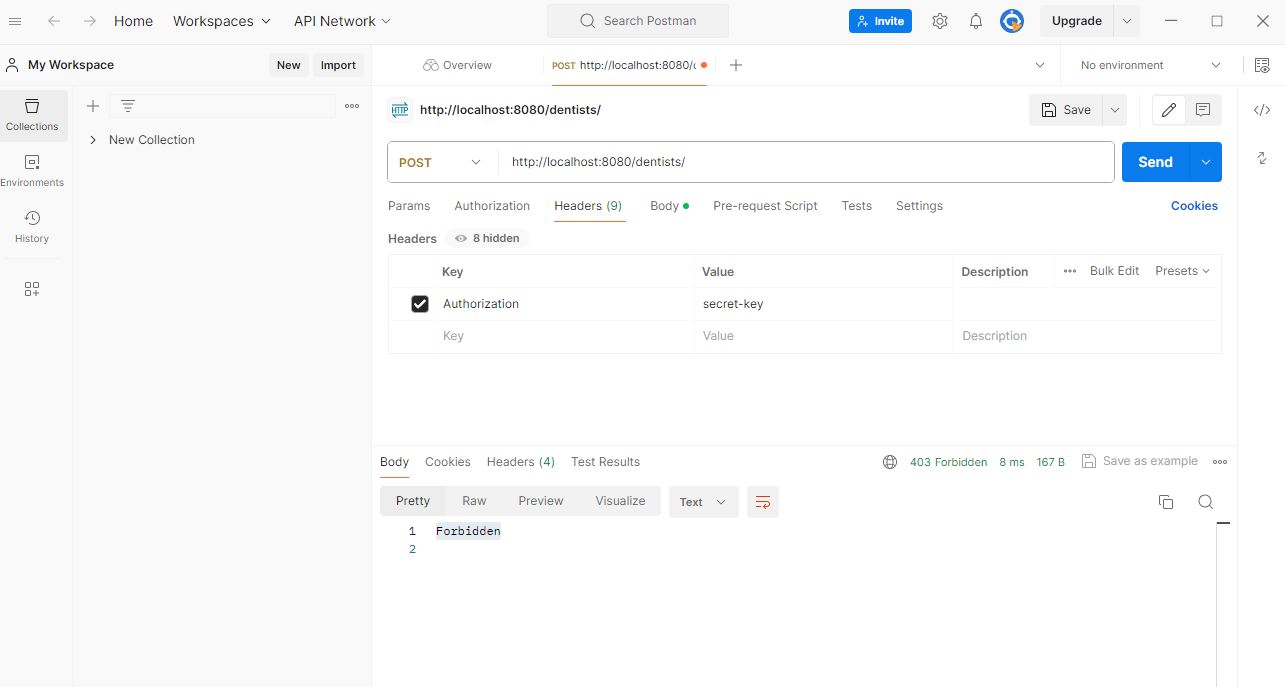 Home Workspaces API Network Search Postman Invite Upgrade
My Workspace New Import Overview POST http://localhost:8080/ No environment
Collections
Environments
History
New Collection
HTTP http://localhost:8080/dentists/ Save
POST http://localhost:8080/dentists/ Send
Params Authorization Headers (9) Body Pre-request Script Tests Settings Cookies
Headers 8 hidden
Key Value Description Bulk Edit Presets
Authorization secret-key
Key Value Description
Body Cookies Headers (4) Test Results 403 Forbidden 8 ms 167 B Save as example
Pretty Raw Preview Visualize Text
1 Forbidden
2